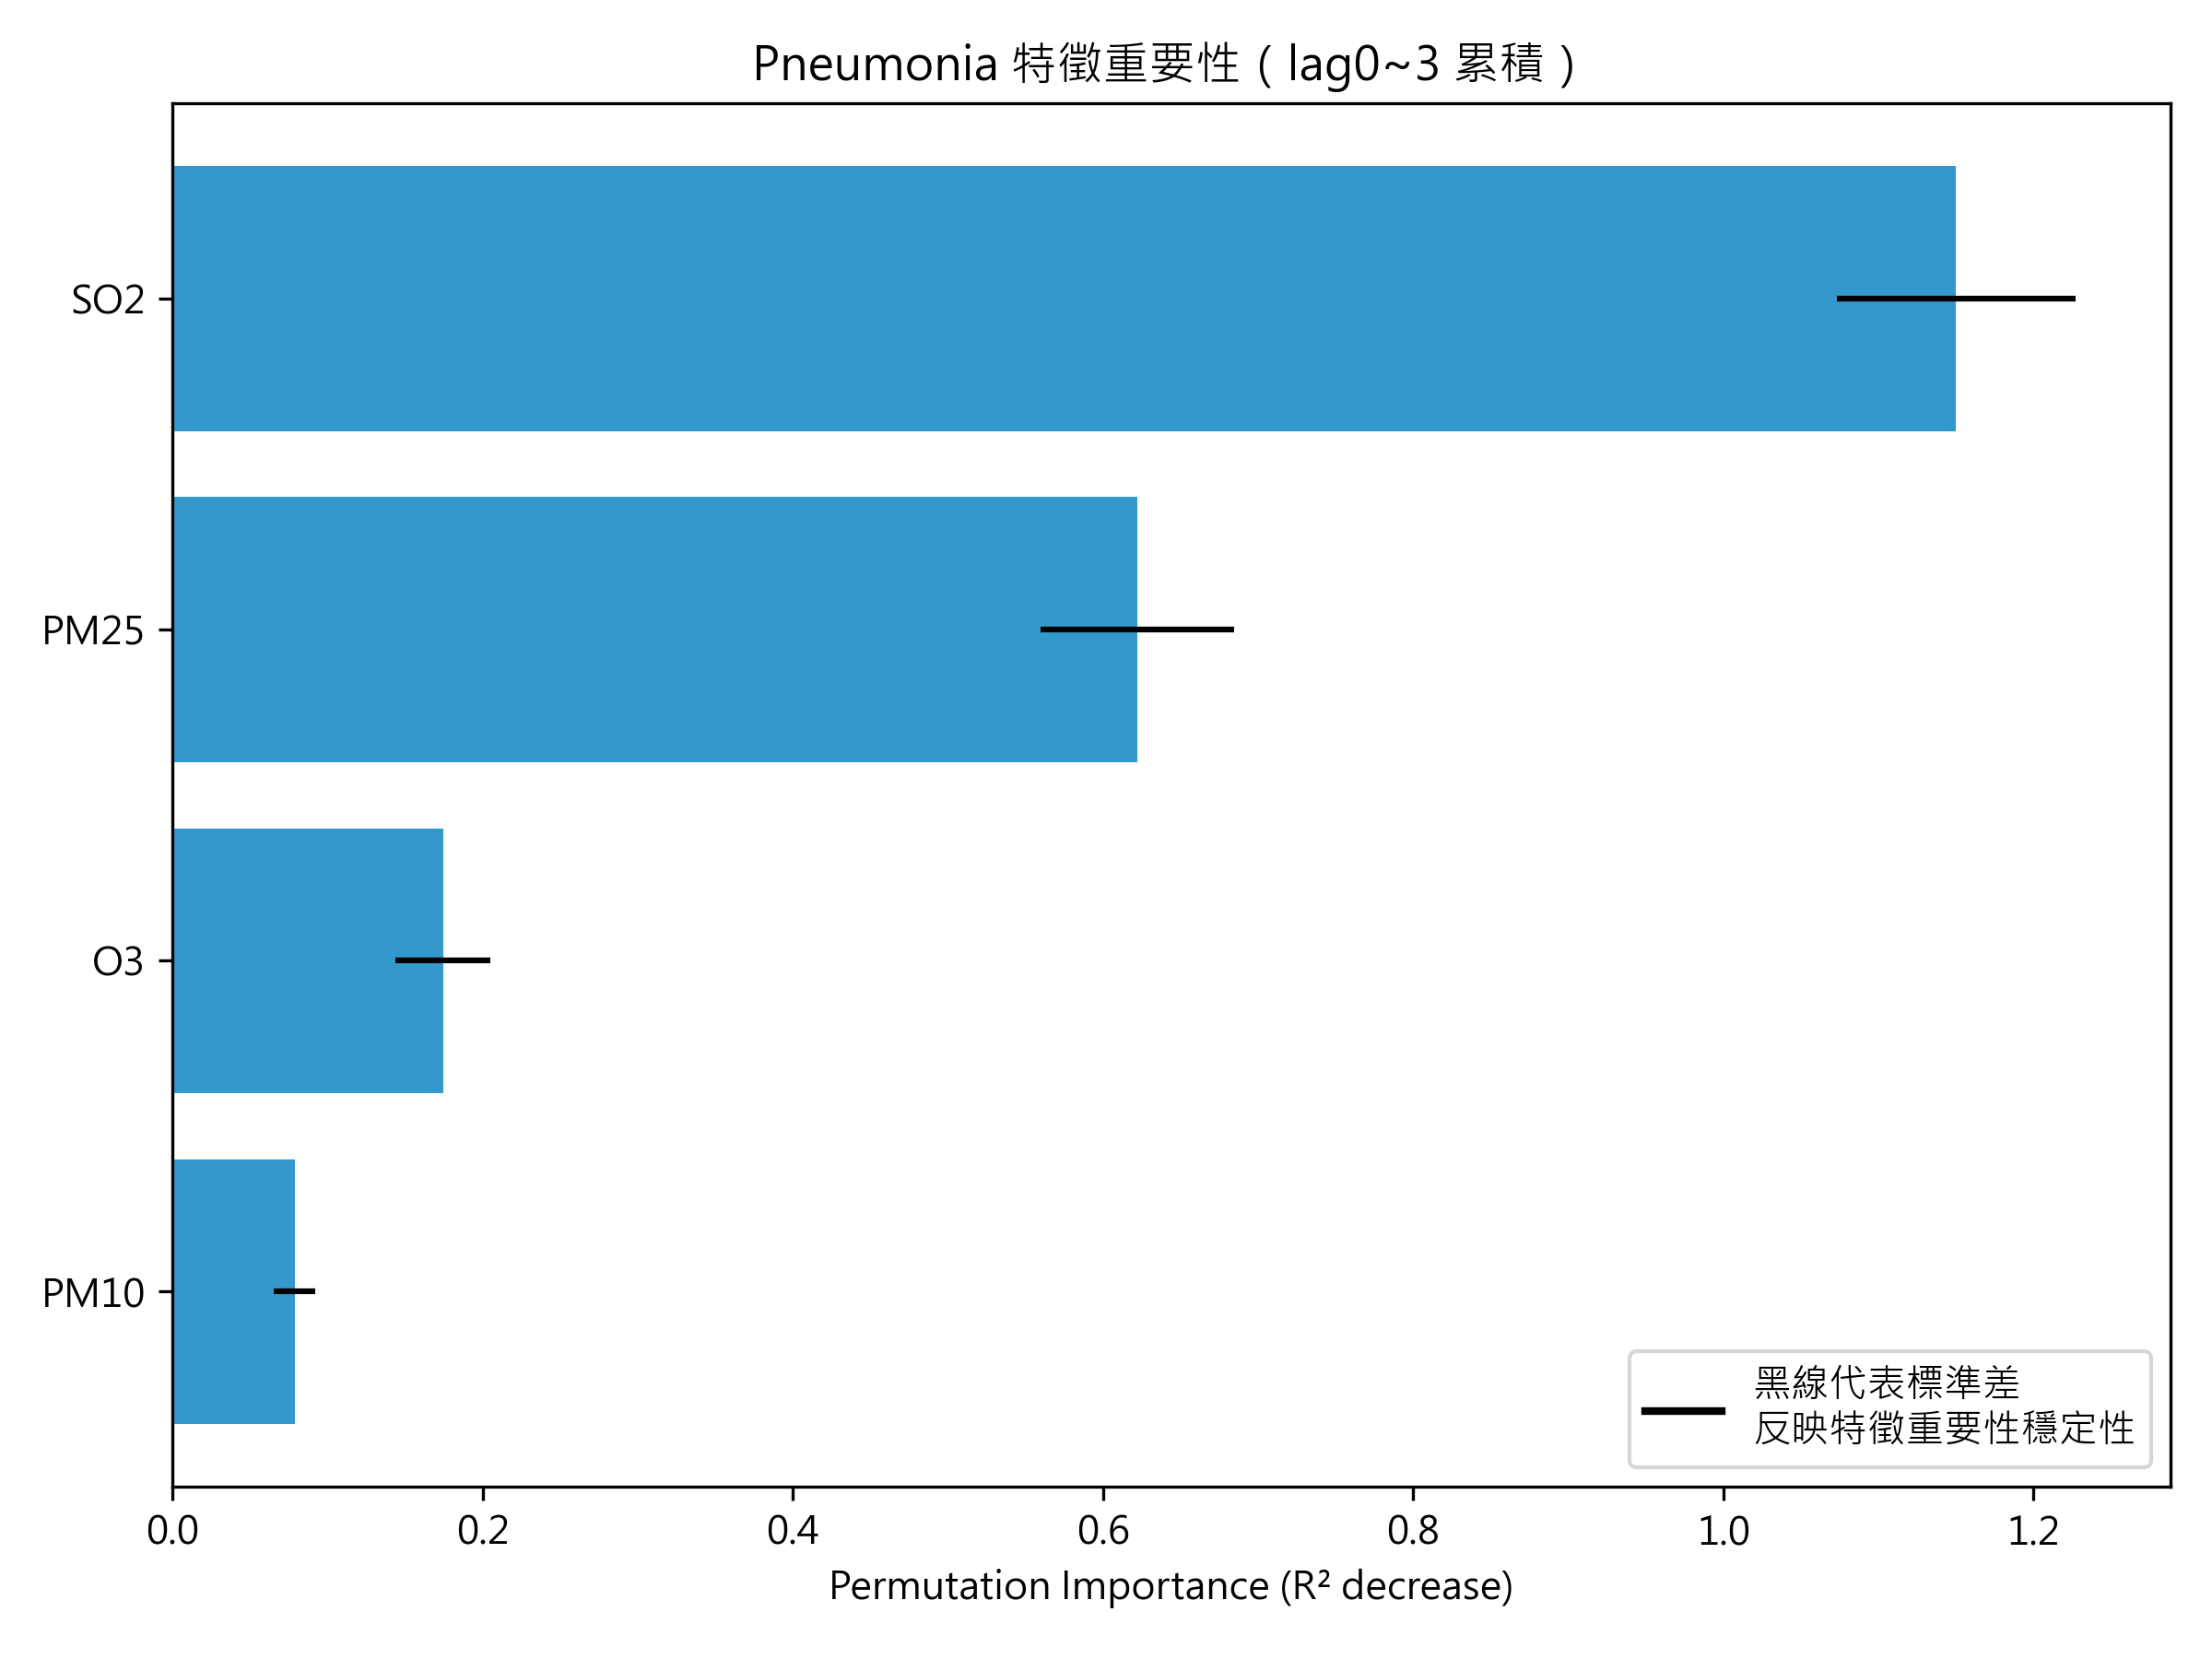 Pneumonia 特徵重要性（lag0~3 累積）
SO2
PM25
O3
PM10
黑線代表標準差
反映特徵重要性穩定性
0.0 0.2 0.4 0.6 0.8 1.0 1.2
Permutation Importance (R² decrease)